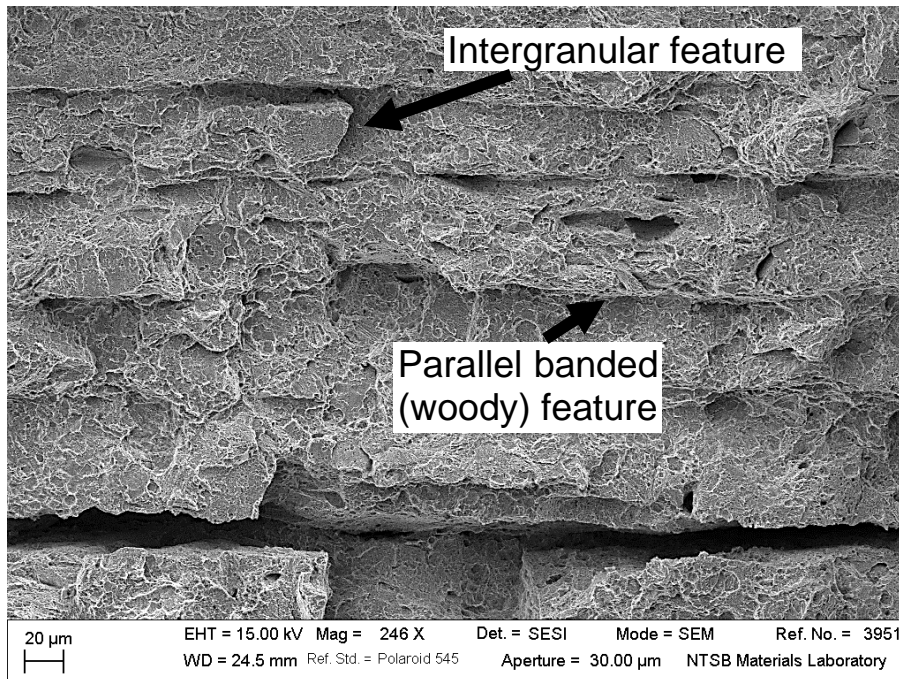 Intergranular feature
Parallel banded
(woody) feature
20 µm
EHT = 15.00 kV Mag = 246 X Det. = SESI Mode = SEM Ref. No. = 3951
WD = 24.5 mm Ref. Std. = Polaroid 545 Aperture = 30.00 µm NTSB Materials Laboratory